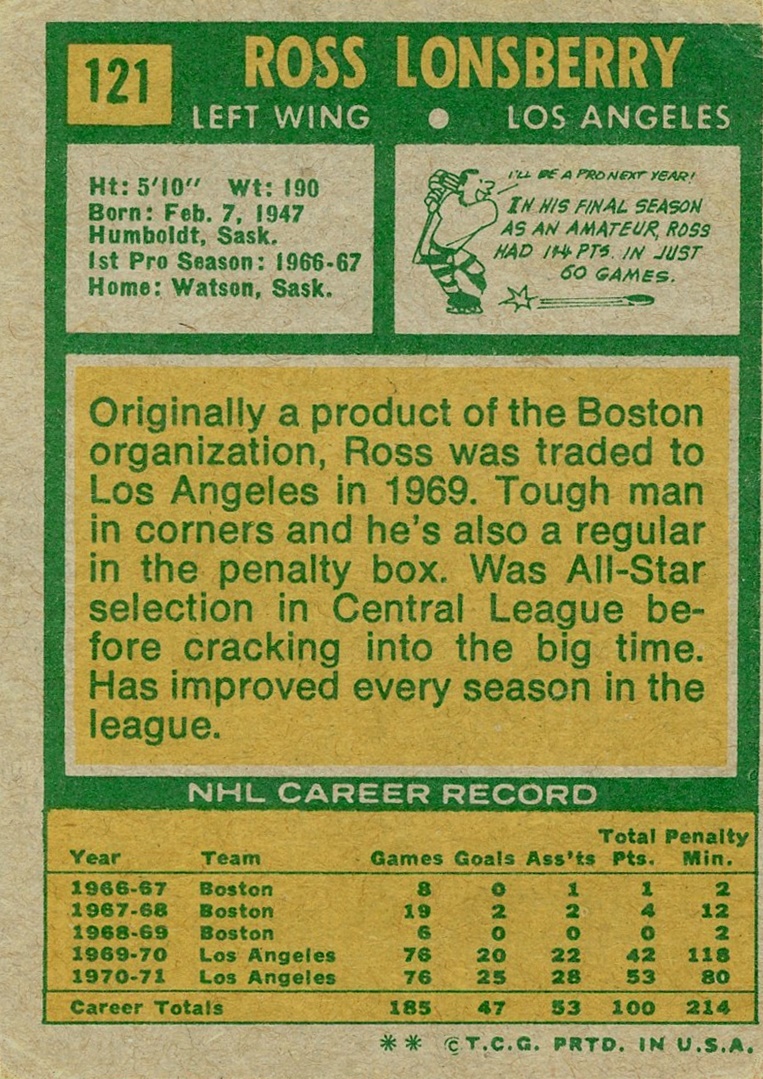 121
ROSS LONSBERRY
LEFT WING ● LOS ANGELES
Ht: 5'10" Wt: 190
Born: Feb. 7, 1947
Humboldt, Sask.
1st Pro Season: 1966-67
Home: Watson, Sask.
I'LL BE A PRO NEXT YEAR!
IN HIS FINAL SEASON
AS AN AMATEUR, ROSS
HAD 144 PTS. IN JUST
60 GAMES.
Originally a product of the Boston
organization, Ross was traded to
Los Angeles in 1969. Tough man
in corners and he's also a regular
in the penalty box. Was All-Star
selection in Central League be-
fore cracking into the big time.
Has improved every season in the
league.
NHL CAREER RECORD
Year Team Games Goals Ass'ts Total Pts. Penalty Min.
1966-67 Boston 8 0 1 1 2
1967-68 Boston 19 2 2 4 12
1968-69 Boston 6 0 0 0 2
1969-70 Los Angeles 76 20 22 42 118
1970-71 Los Angeles 76 25 28 53 80
Career Totals 185 47 53 100 214
** © T.C.G. PRTD. IN U.S.A.